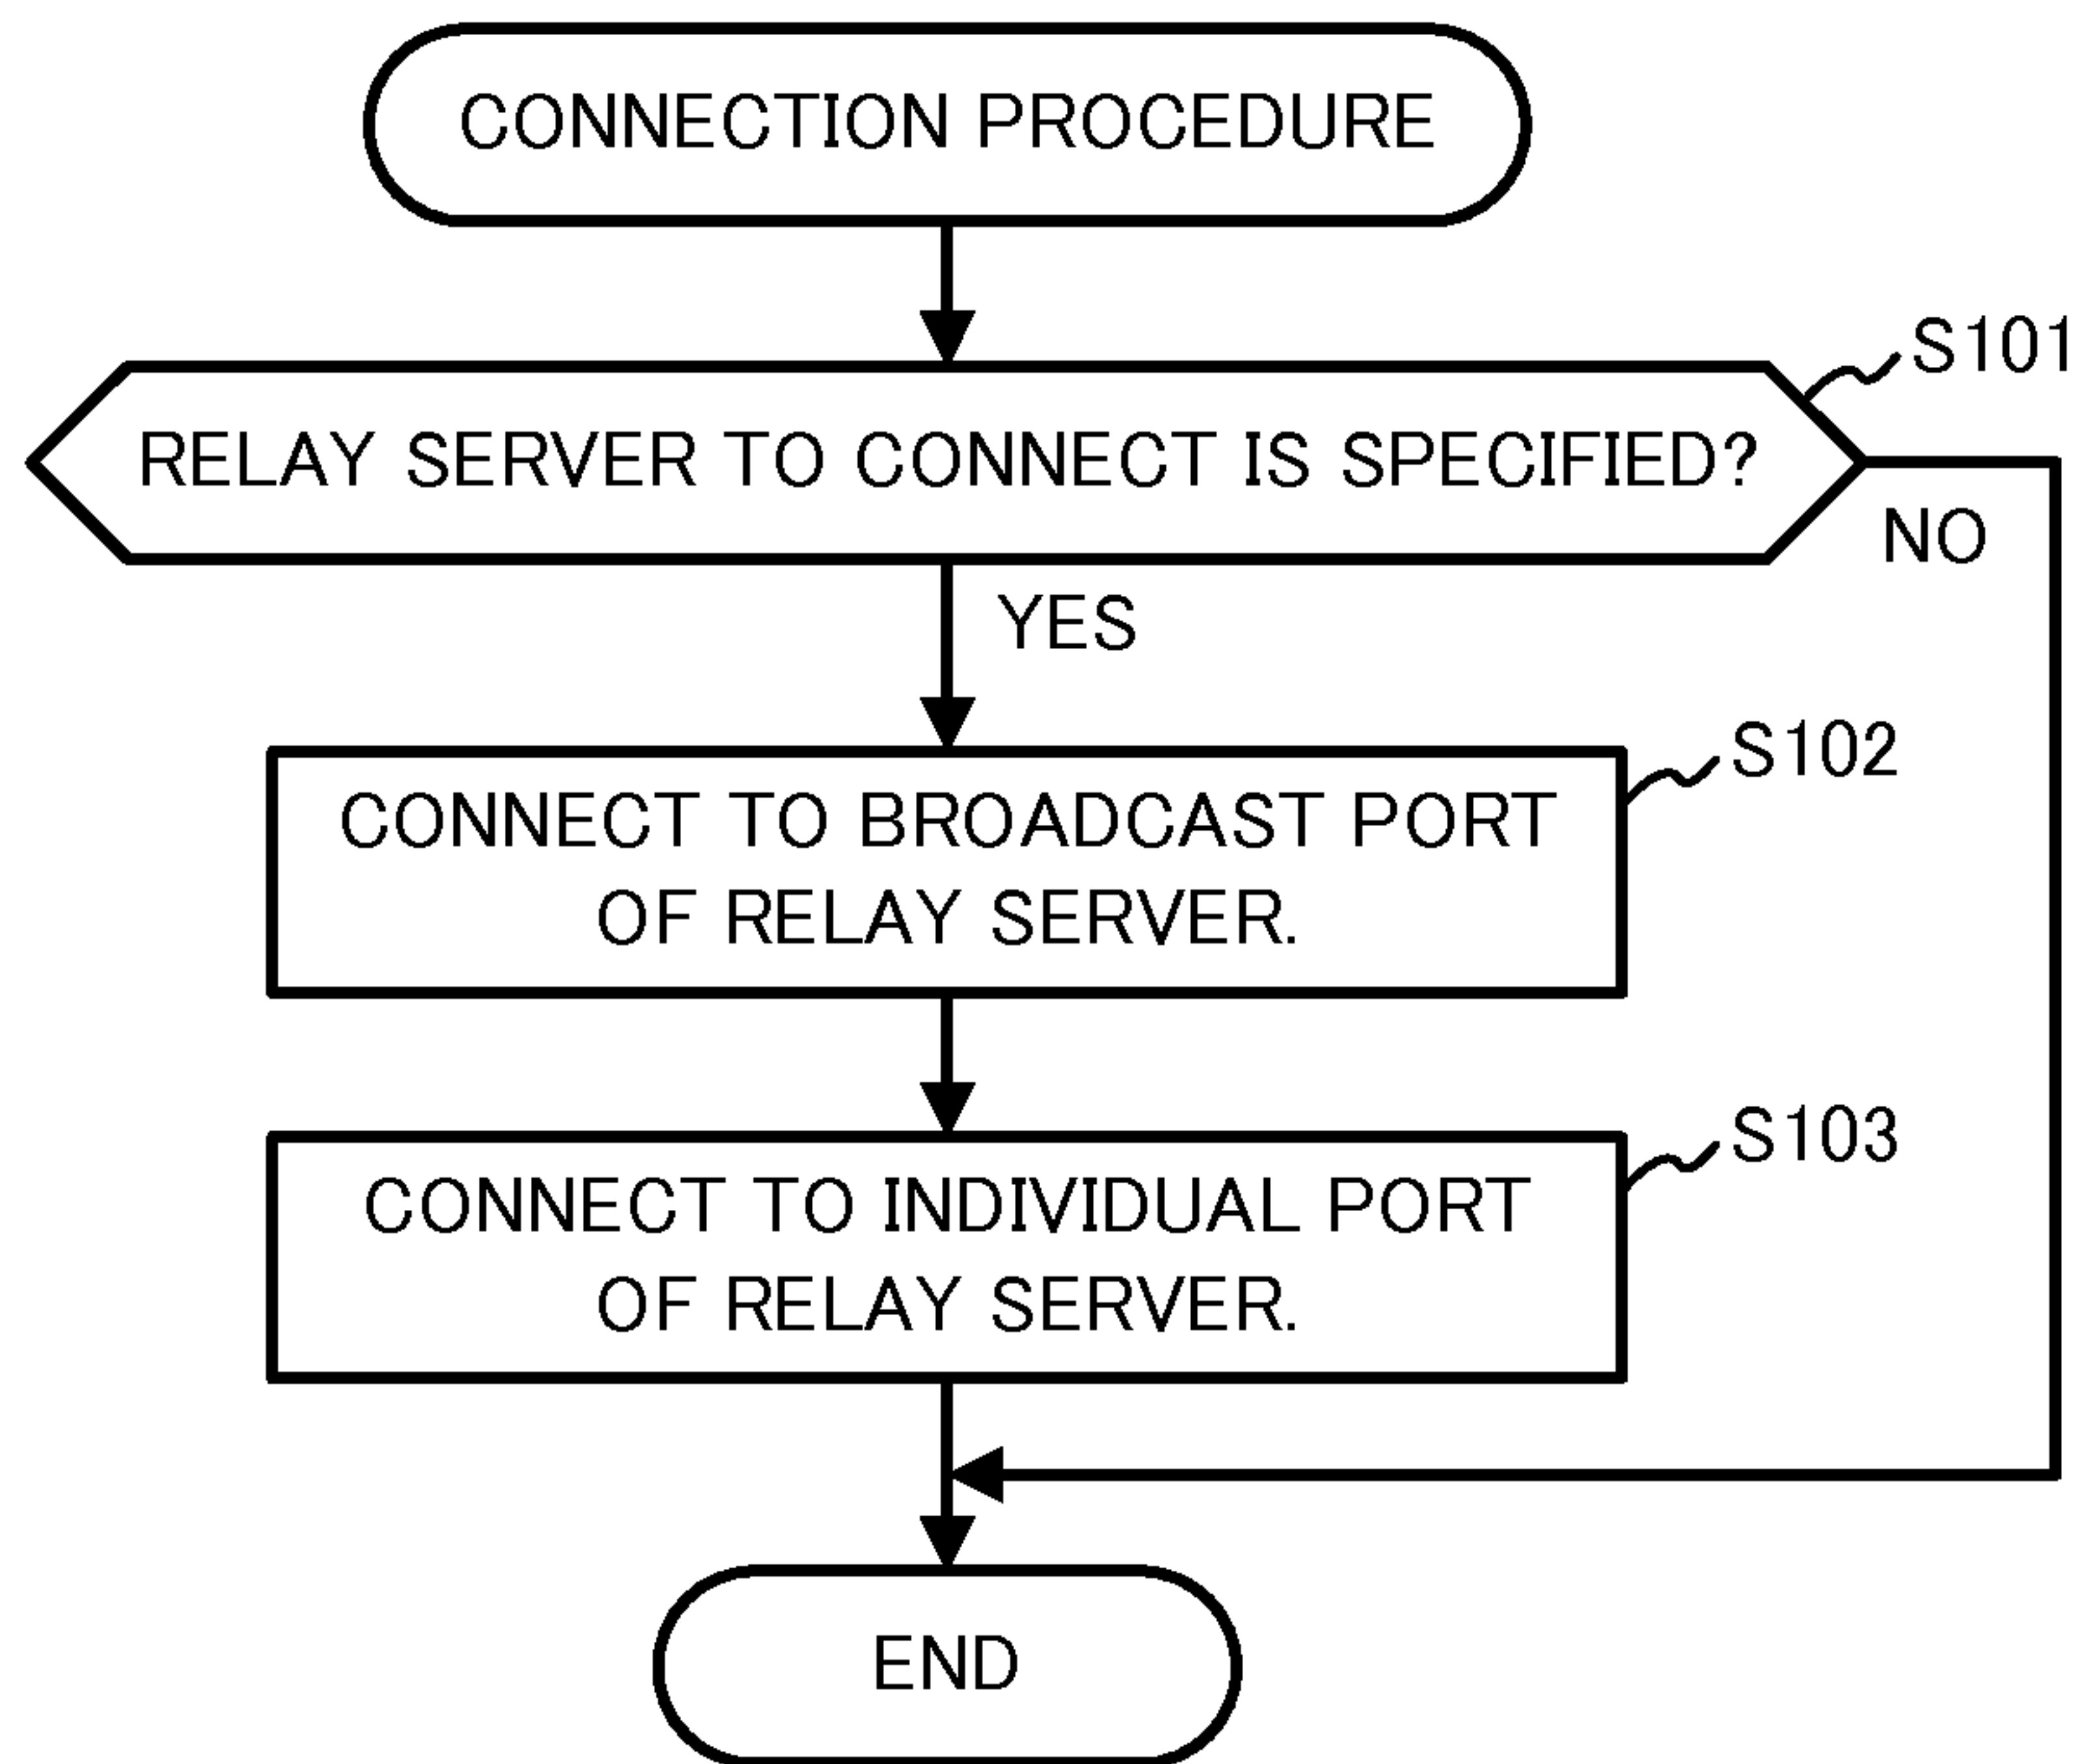 CONNECTION PROCEDURE
S101
RELAY SERVER TO CONNECT IS SPECIFIED?
NO
YES
S102
CONNECT TO BROADCAST PORT
OF RELAY SERVER.
S103
CONNECT TO INDIVIDUAL PORT
OF RELAY SERVER.
END